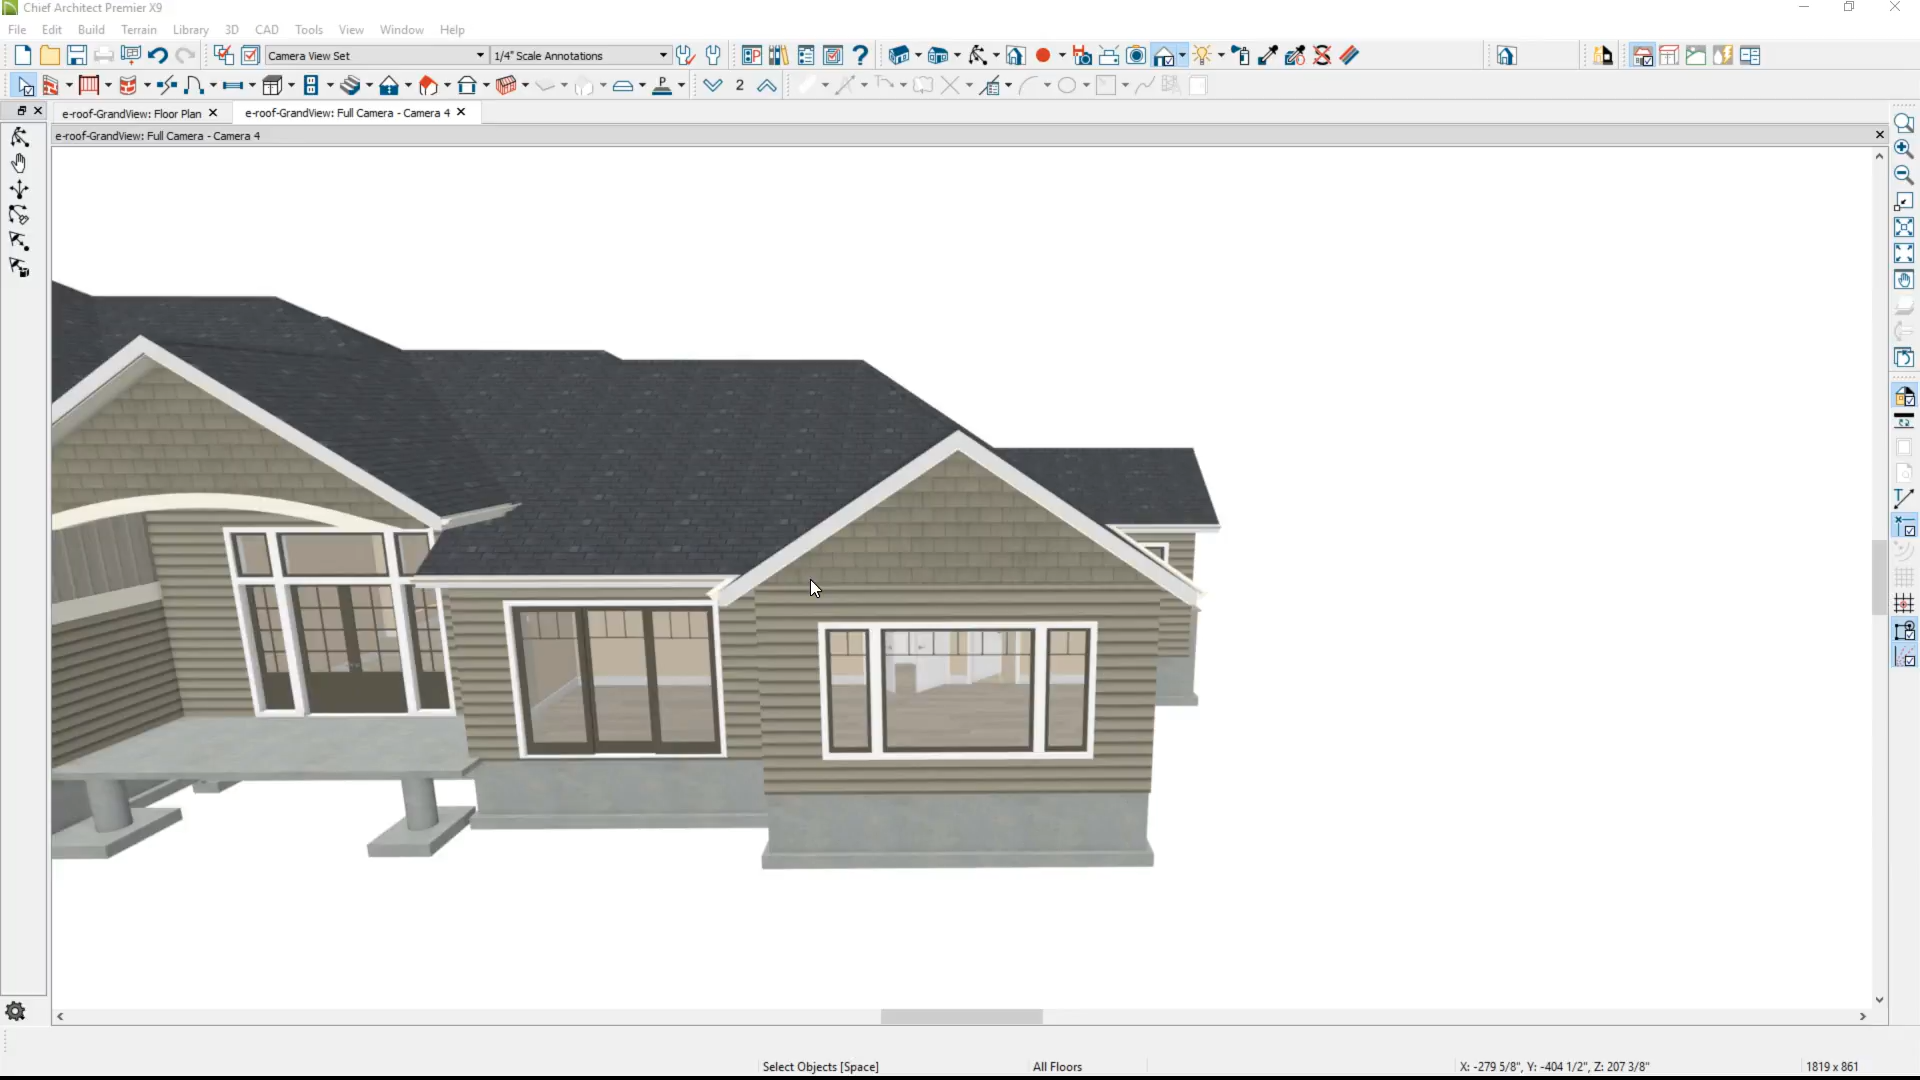 Chief Architect Premier X9
File Edit Build Terrain Library 3D CAD Tools View Window Help
Camera View Set 1/4" Scale Annotations
2
e-roof-GrandView: Floor Plan e-roof-GrandView: Full Camera - Camera 4
e-roof-GrandView: Full Camera - Camera 4
Select Objects [Space] All Floors X: -279 5/8", Y: -404 1/2", Z: 207 3/8" 1819 x 861